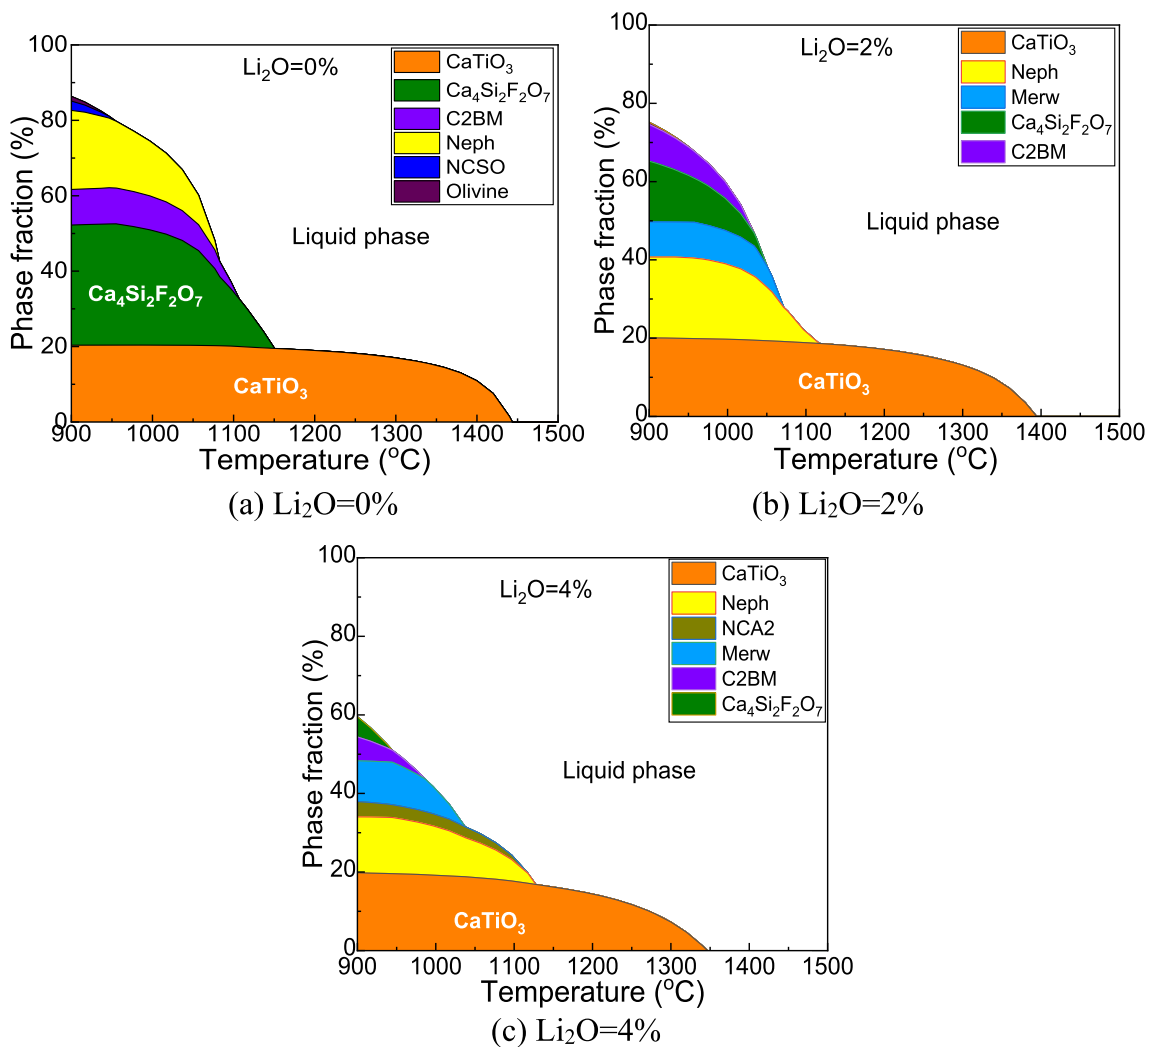 100
80
60
40
20
0
Phase fraction (%)
Li₂O=0%
CaTiO₃
Ca₄Si₂F₂O₇
C2BM
Neph
NCSO
Olivine
Liquid phase
Ca₄Si₂F₂O₇
CaTiO₃
900 1000 1100 1200 1300 1400 1500
Temperature (°C)
(a) Li₂O=0%
100
80
60
40
20
0
Phase fraction (%)
Li₂O=2%
CaTiO₃
Neph
Merw
Ca₄Si₂F₂O₇
C2BM
Liquid phase
CaTiO₃
900 1000 1100 1200 1300 1400 1500
Temperature (°C)
(b) Li₂O=2%
100
80
60
40
20
0
Phase fraction (%)
Li₂O=4%
CaTiO₃
Neph
NCA2
Merw
C2BM
Ca₄Si₂F₂O₇
Liquid phase
CaTiO₃
900 1000 1100 1200 1300 1400 1500
Temperature (°C)
(c) Li₂O=4%